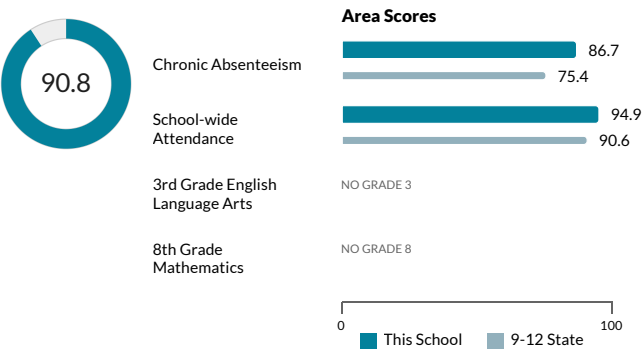 Area Scores
90.8
Chronic Absenteeism
86.7
75.4
School-wide
Attendance
94.9
90.6
3rd Grade English
Language Arts
NO GRADE 3
8th Grade
Mathematics
NO GRADE 8
0
100
This School
9-12 State